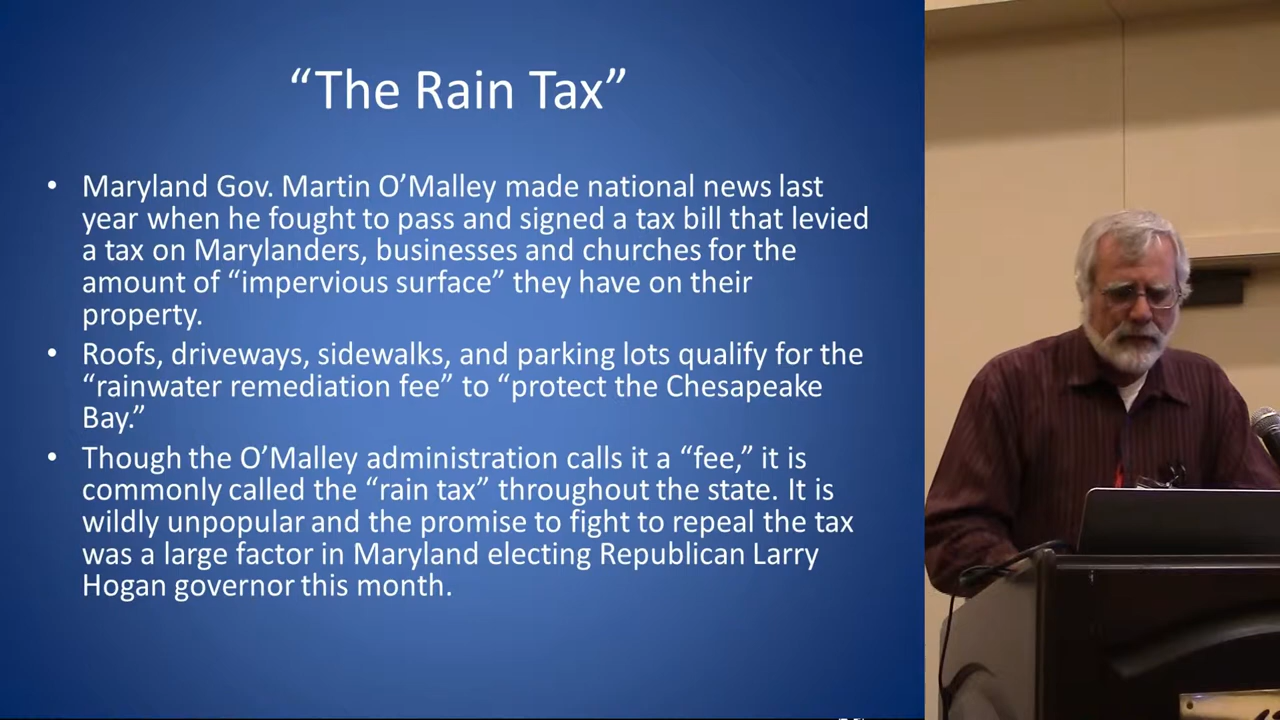 “The Rain Tax”
• Maryland Gov. Martin O’Malley made national news last
year when he fought to pass and signed a tax bill that levied
a tax on Marylanders, businesses and churches for the
amount of “impervious surface” they have on their
property.
• Roofs, driveways, sidewalks, and parking lots qualify for the
“rainwater remediation fee” to “protect the Chesapeake
Bay.”
• Though the O’Malley administration calls it a “fee,” it is
commonly called the “rain tax” throughout the state. It is
wildly unpopular and the promise to fight to repeal the tax
was a large factor in Maryland electing Republican Larry
Hogan governor this month.